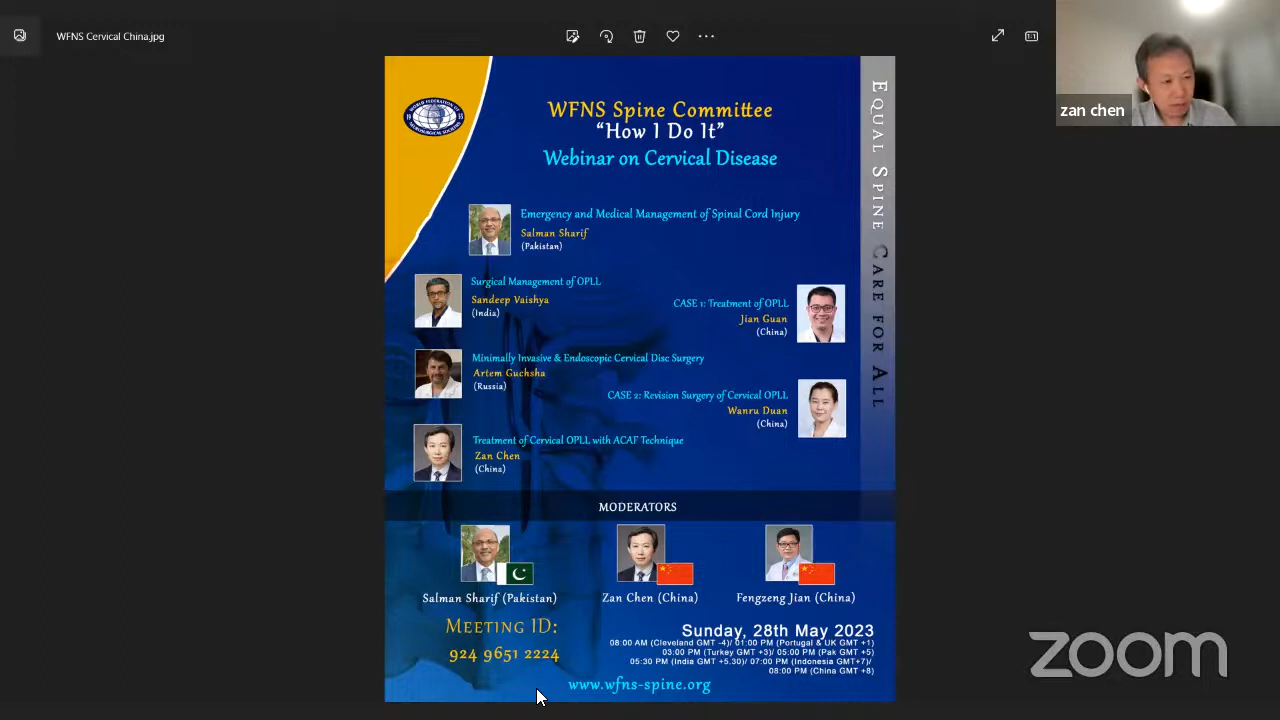 WFNS Cervical China.jpg
zan chen
WORLD FEDERATION OF
NEUROSURGICAL SOCIETIES
WFNS Spine Committee
“How I Do It”
Webinar on Cervical Disease
EQUAL SPINE CARE FOR ALL
Emergency and Medical Management of Spinal Cord Injury
Salman Sharif
(Pakistan)
Surgical Management of OPLL
Sandeep Vaishya
(India)
CASE 1: Treatment of OPLL
Jian Guan
(China)
Minimally Invasive & Endoscopic Cervical Disc Surgery
Artem Guchsha
(Russia)
CASE 2: Revision Surgery of Cervical OPLL
Wanru Duan
(China)
Treatment of Cervical OPLL with ACAF Technique
Zan Chen
(China)
MODERATORS
Salman Sharif (Pakistan)
Zan Chen (China)
Fengzeng Jian (China)
MEETING ID:
924 9651 2224
Sunday, 28th May 2023
08:00 AM (Cleveland GMT -4)/ 01:00 PM (Portugal & UK GMT +1)
03:00 PM (Turkey GMT +3)/ 05:00 PM (Pak GMT +5)
05:30 PM (India GMT +5.30)/ 07:00 PM (Indonesia GMT+7)/
08:00 PM (China GMT +8)
www.wfns-spine.org
zoom